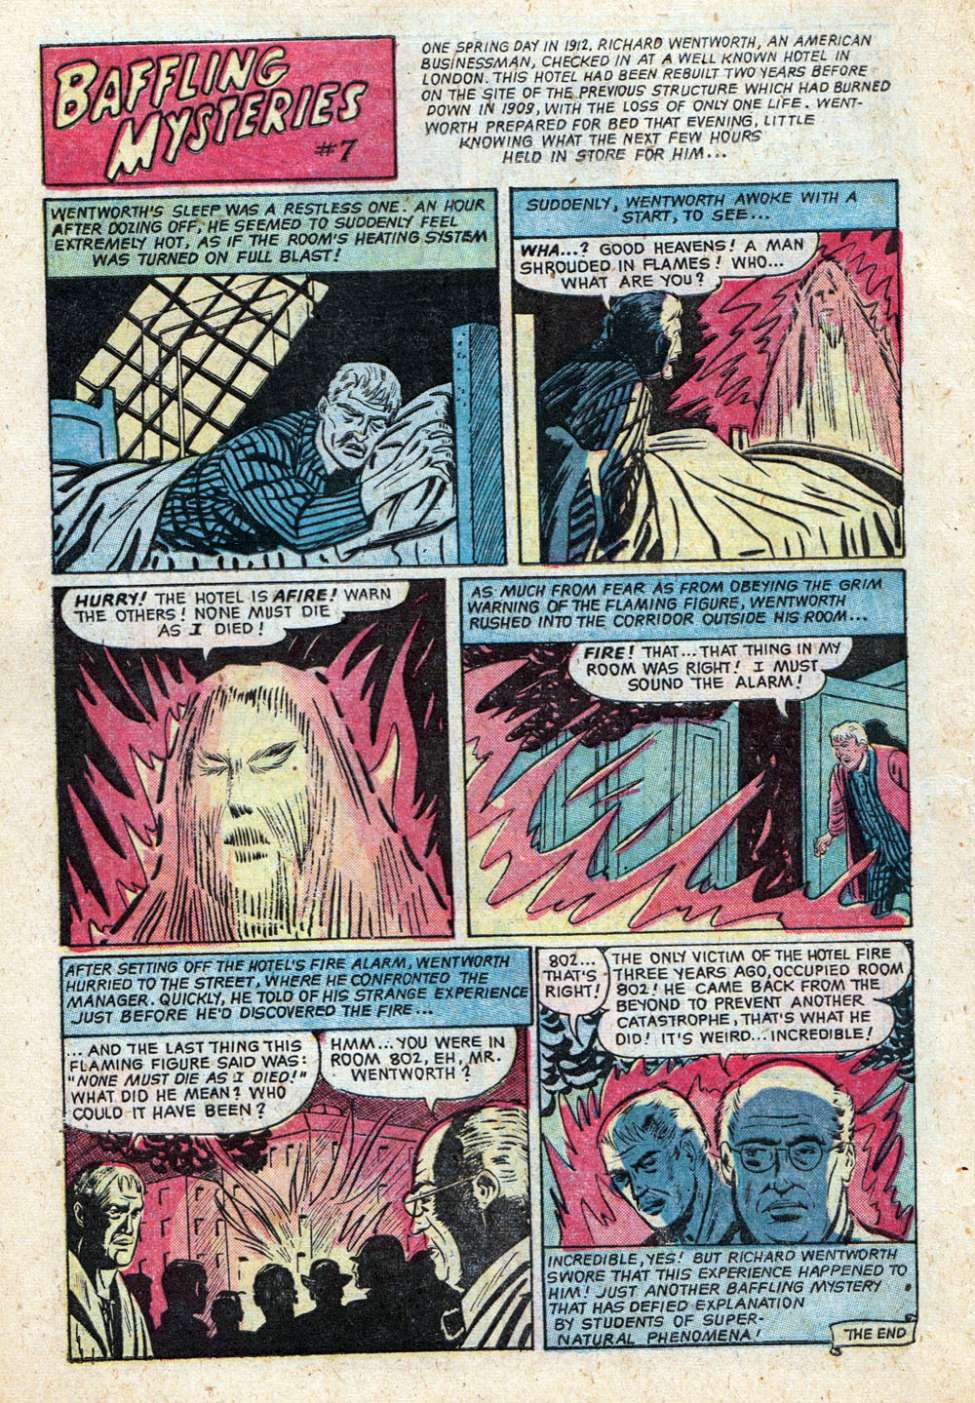 BAFFLING
MYSTERIES
#7
ONE SPRING DAY IN 1912, RICHARD WENTWORTH, AN AMERICAN
BUSINESSMAN, CHECKED IN AT A WELL KNOWN HOTEL IN
LONDON. THIS HOTEL HAD BEEN REBUILT TWO YEARS BEFORE
ON THE SITE OF THE PREVIOUS STRUCTURE WHICH HAD BURNED
DOWN IN 1909, WITH THE LOSS OF ONLY ONE LIFE. WENT-
WORTH PREPARED FOR BED THAT EVENING, LITTLE
KNOWING WHAT THE NEXT FEW HOURS
HELD IN STORE FOR HIM...
WENTWORTH'S SLEEP WAS A RESTLESS ONE. AN HOUR
AFTER DOZING OFF, HE SEEMED TO SUDDENLY FEEL
EXTREMELY HOT, AS IF THE ROOM'S HEATING SYSTEM
WAS TURNED ON FULL BLAST!
SUDDENLY, WENTWORTH AWOKE WITH A
START, TO SEE...
WHA...? GOOD HEAVENS! A MAN
SHROUDED IN FLAMES! WHO...
WHAT ARE YOU?
HURRY! THE HOTEL IS AFIRE! WARN
THE OTHERS! NONE MUST DIE
AS I DIED!
AS MUCH FROM FEAR AS FROM OBEYING THE GRIM
WARNING OF THE FLAMING FIGURE, WENTWORTH
RUSHED INTO THE CORRIDOR OUTSIDE HIS ROOM...
FIRE! THAT...THAT THING IN MY
ROOM WAS RIGHT! I MUST
SOUND THE ALARM!
AFTER SETTING OFF THE HOTEL'S FIRE ALARM, WENTWORTH
HURRIED TO THE STREET, WHERE HE CONFRONTED THE
MANAGER. QUICKLY, HE TOLD OF HIS STRANGE EXPERIENCE
JUST BEFORE HE'D DISCOVERED THE FIRE...
...AND THE LAST THING THIS
FLAMING FIGURE SAID WAS:
"NONE MUST DIE AS I DIED!"
WHAT DID HE MEAN? WHO
COULD IT HAVE BEEN?
HMM...YOU WERE IN
ROOM 802, EH, MR.
WENTWORTH?
802...
THAT'S
RIGHT!
THE ONLY VICTIM OF THE HOTEL FIRE
THREE YEARS AGO, OCCUPIED ROOM
802! HE CAME BACK FROM THE
BEYOND TO PREVENT ANOTHER
CATASTROPHE, THAT'S WHAT HE
DID! IT'S WEIRD...INCREDIBLE!
INCREDIBLE, YES! BUT RICHARD WENTWORTH
SWORE THAT THIS EXPERIENCE HAPPENED TO
HIM! JUST ANOTHER BAFFLING MYSTERY
THAT HAS DEFIED EXPLANATION
BY STUDENTS OF SUPER-
NATURAL PHENOMENA!
THE END